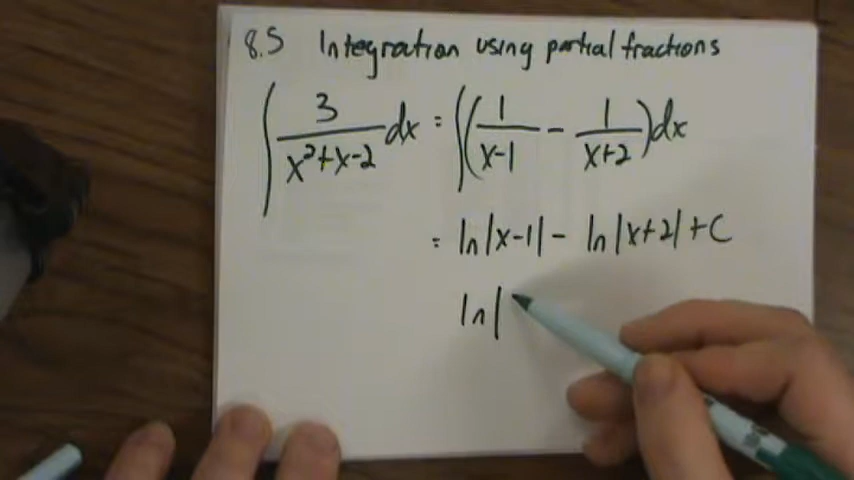 8.5 Integration using partial fractions
∫ 3/(x²+x-2) dx = ∫(1/(x-1) - 1/(x+2))dx
= ln|x-1| - ln|x+2| + C
ln|